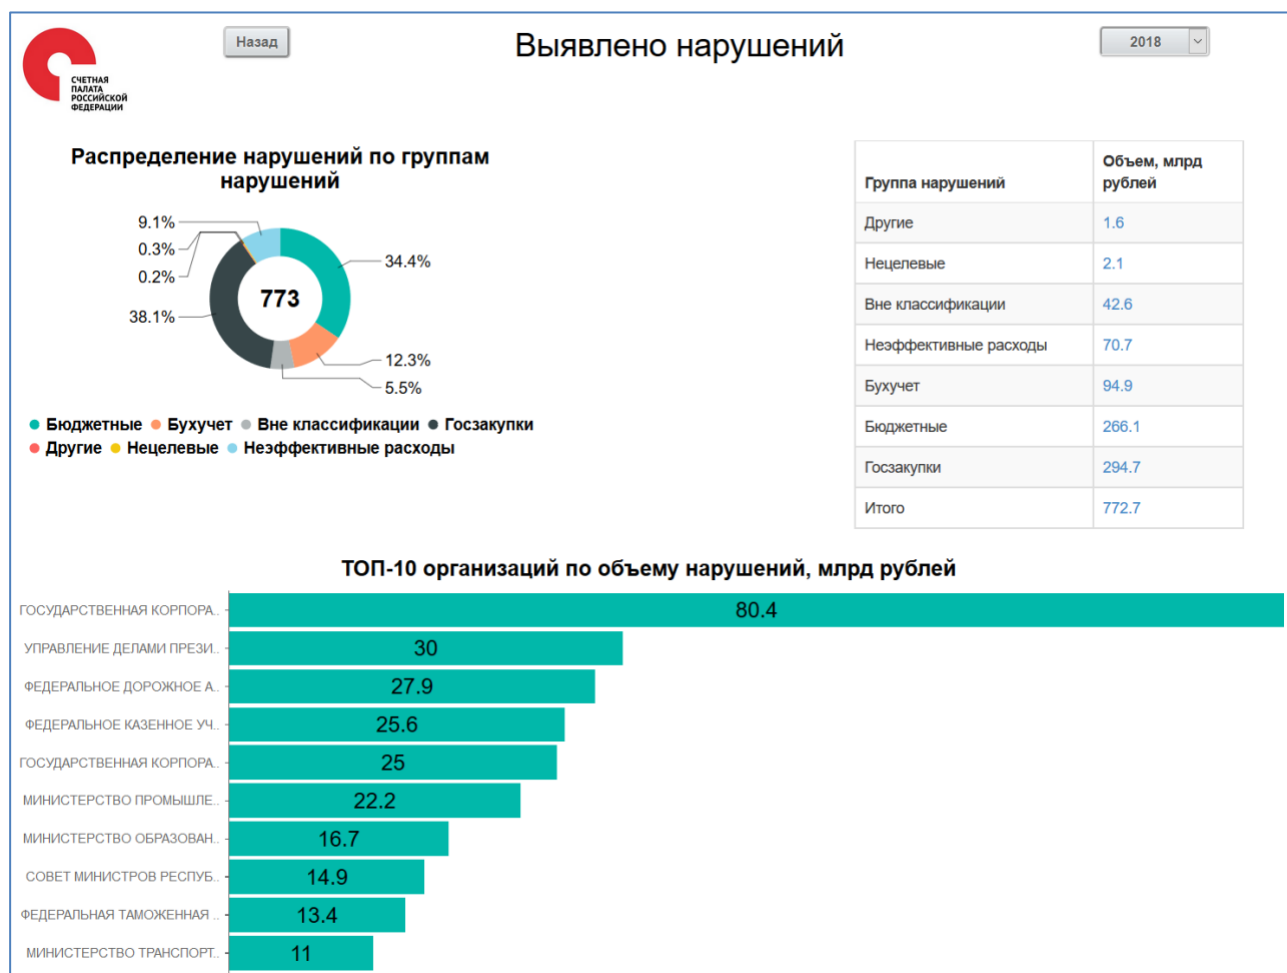 СЧЕТНАЯ
ПАЛАТА
РОССИЙСКОЙ
ФЕДЕРАЦИИ
Назад
Выявлено нарушений
2018
Распределение нарушений по группам
нарушений
9.1%
0.3%
0.2%
38.1%
773
34.4%
12.3%
5.5%
Бюджетные Бухучет Вне классификации Госзакупки
Другие Нецелевые Неэффективные расходы
Группа нарушений Объем, млрд
рублей
Другие 1.6
Нецелевые 2.1
Вне классификации 42.6
Неэффективные расходы 70.7
Бухучет 94.9
Бюджетные 266.1
Госзакупки 294.7
Итого 772.7
ТОП-10 организаций по объему нарушений, млрд рублей
ГОСУДАРСТВЕННАЯ КОРПОРА.. 80.4
УПРАВЛЕНИЕ ДЕЛАМИ ПРЕЗИ.. 30
ФЕДЕРАЛЬНОЕ ДОРОЖНОЕ А.. 27.9
ФЕДЕРАЛЬНОЕ КАЗЕННОЕ УЧ.. 25.6
ГОСУДАРСТВЕННАЯ КОРПОРА.. 25
МИНИСТЕРСТВО ПРОМЫШЛЕ.. 22.2
МИНИСТЕРСТВО ОБРАЗОВАН.. 16.7
СОВЕТ МИНИСТРОВ РЕСПУБ.. 14.9
ФЕДЕРАЛЬНАЯ ТАМОЖЕННАЯ .. 13.4
МИНИСТЕРСТВО ТРАНСПОРТ.. 11